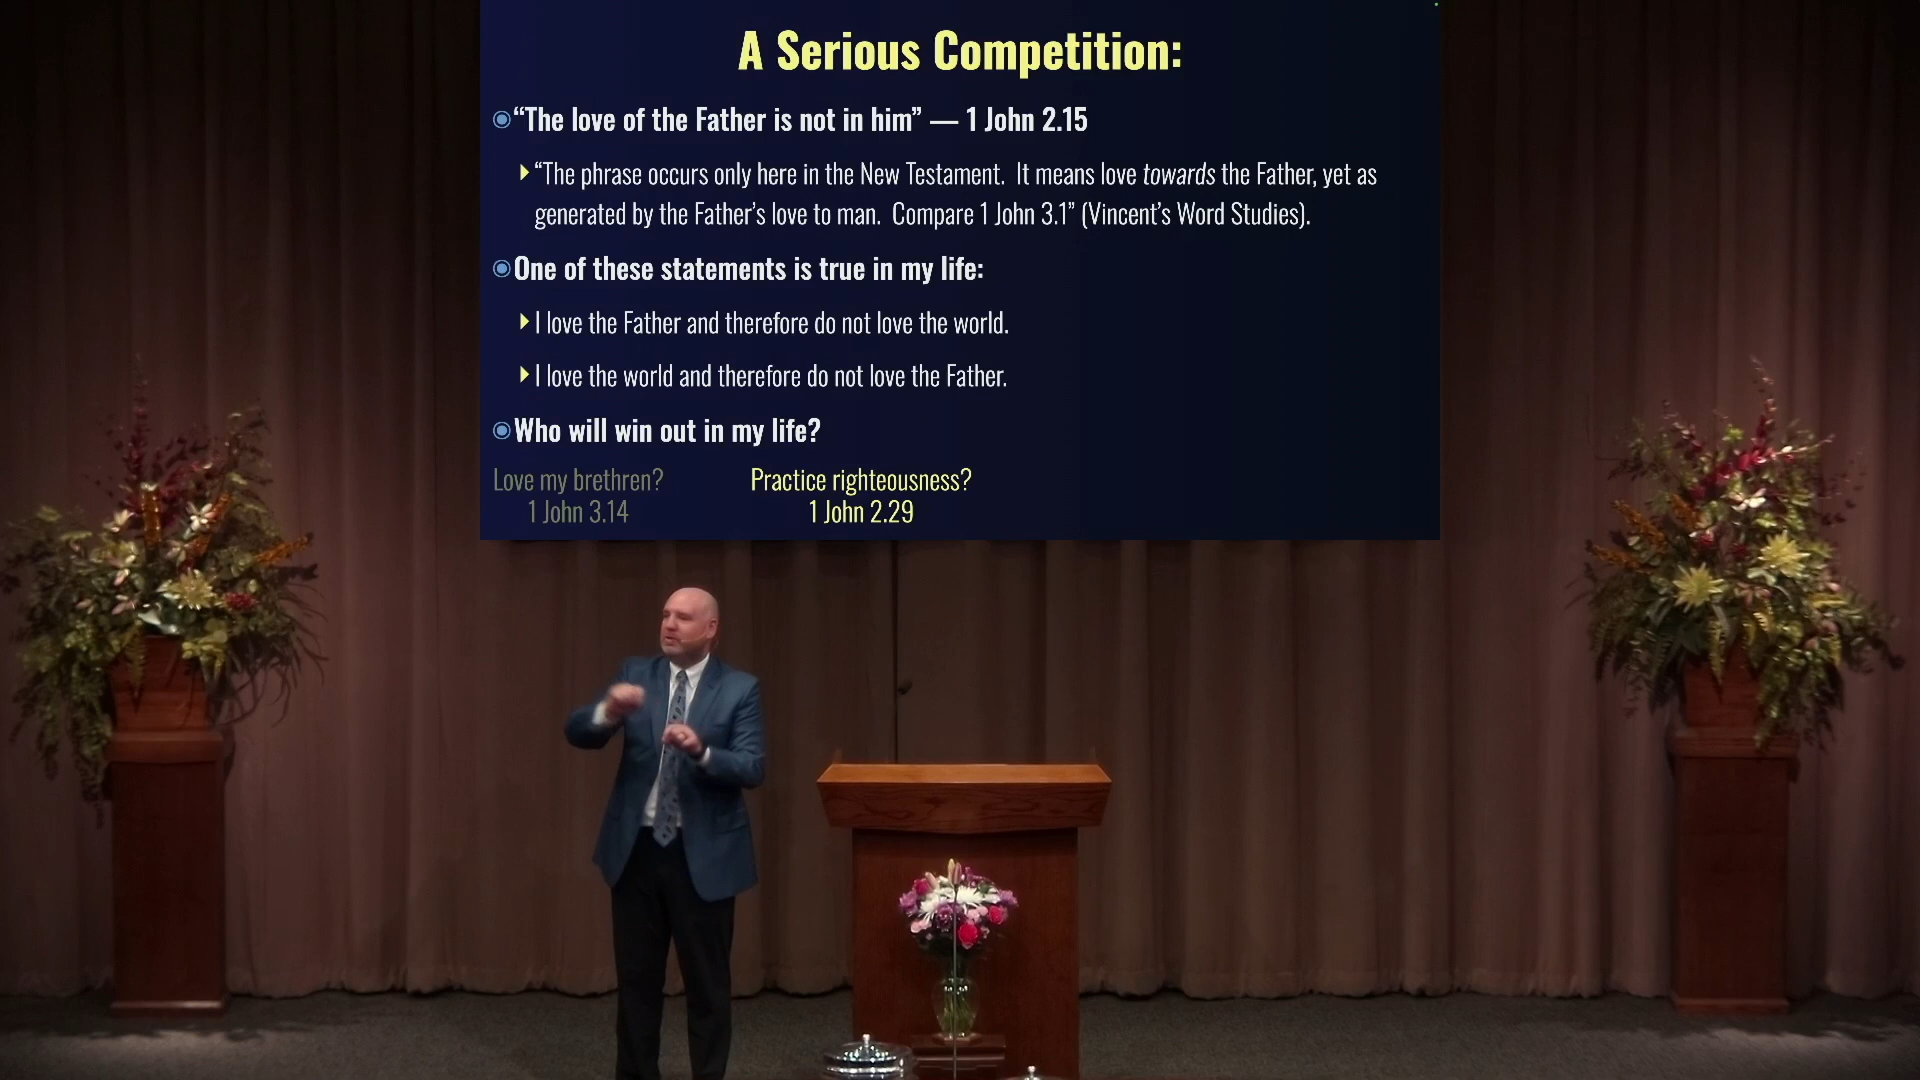 A Serious Competition:
“The love of the Father is not in him” — 1 John 2.15
“The phrase occurs only here in the New Testament. It means love towards the Father, yet as
generated by the Father’s love to man. Compare 1 John 3.1” (Vincent’s Word Studies).
One of these statements is true in my life:
I love the Father and therefore do not love the world.
I love the world and therefore do not love the Father.
Who will win out in my life?
Love my brethren?
1 John 3.14
Practice righteousness?
1 John 2.29